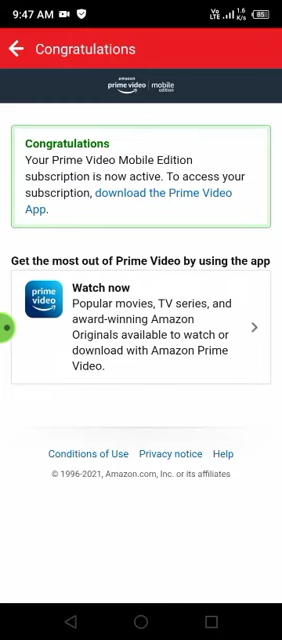 9:47 AM
Vo
LTE
1.6
K/s
85
Congratulations
amazon
prime video | mobile
edition
Congratulations
Your Prime Video Mobile Edition
subscription is now active. To access your
subscription, download the Prime Video
App.
Get the most out of Prime Video by using the app
prime
video
Watch now
Popular movies, TV series, and
award-winning Amazon
Originals available to watch or
download with Amazon Prime
Video.
Conditions of Use Privacy notice Help
© 1996-2021, Amazon.com, Inc. or its affiliates